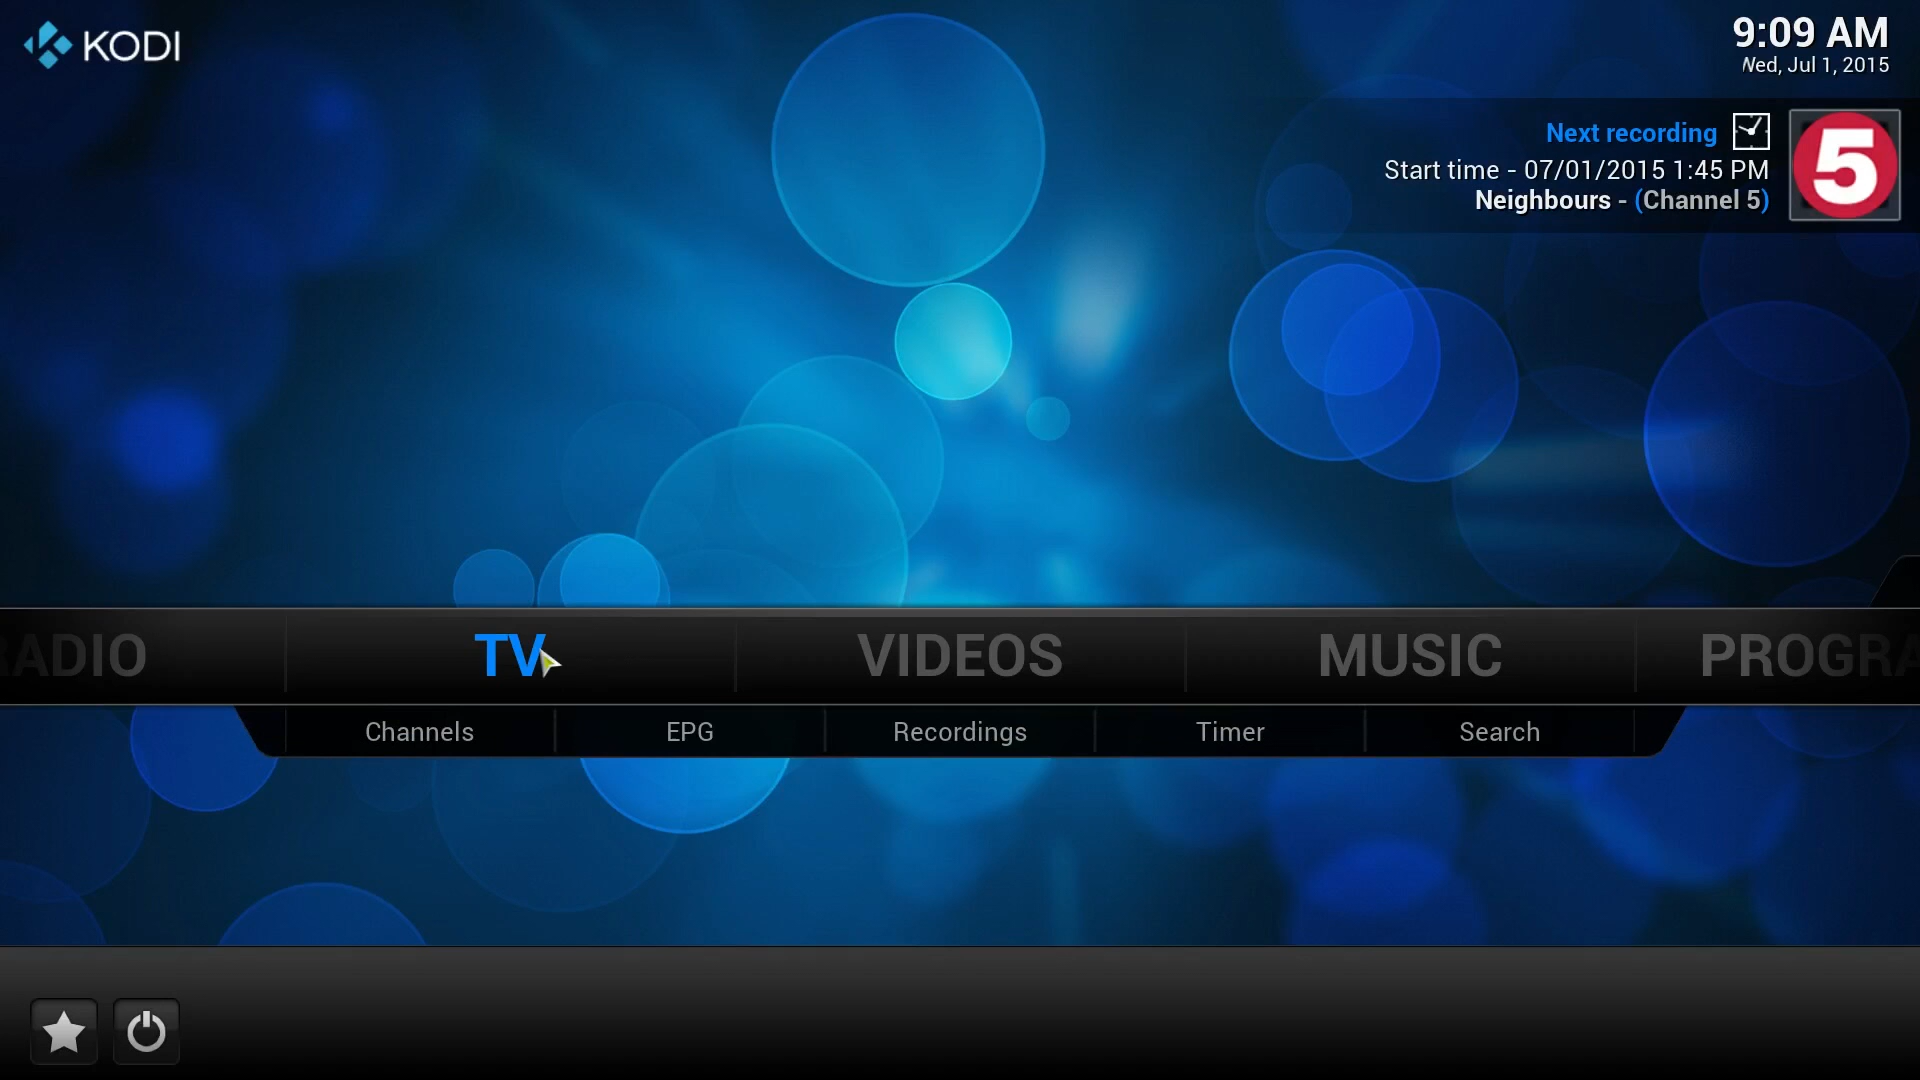 KODI
9:09 AM
Wed, Jul 1, 2015
Next recording
Start time - 07/01/2015 1:45 PM
Neighbours - (Channel 5)
5
RADIO TV VIDEOS MUSIC PROGRA
Channels EPG Recordings Timer Search